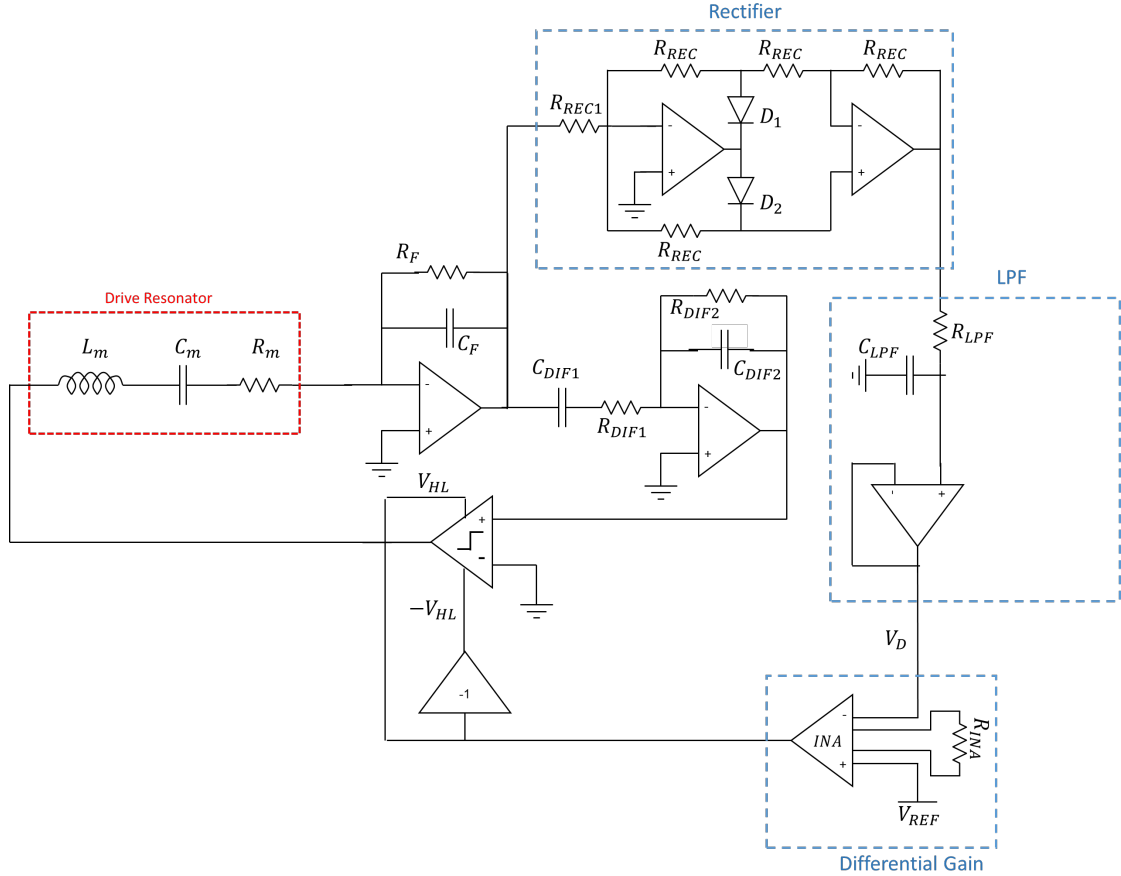 Rectifier
R_REC
R_REC
R_REC
R_REC1
-
+
D_1
D_2
-
+
R_REC
R_F
C_F
LPF
Drive Resonator
L_m
C_m
R_m
-
+
C_DIF1
R_DIF1
R_DIF2
C_DIF2
-
+
R_LPF
C_LPF
-
+
V_HL
+
-
−V_HL
-1
V_D
INA
-
+
R_INA
V_REF
Differential Gain